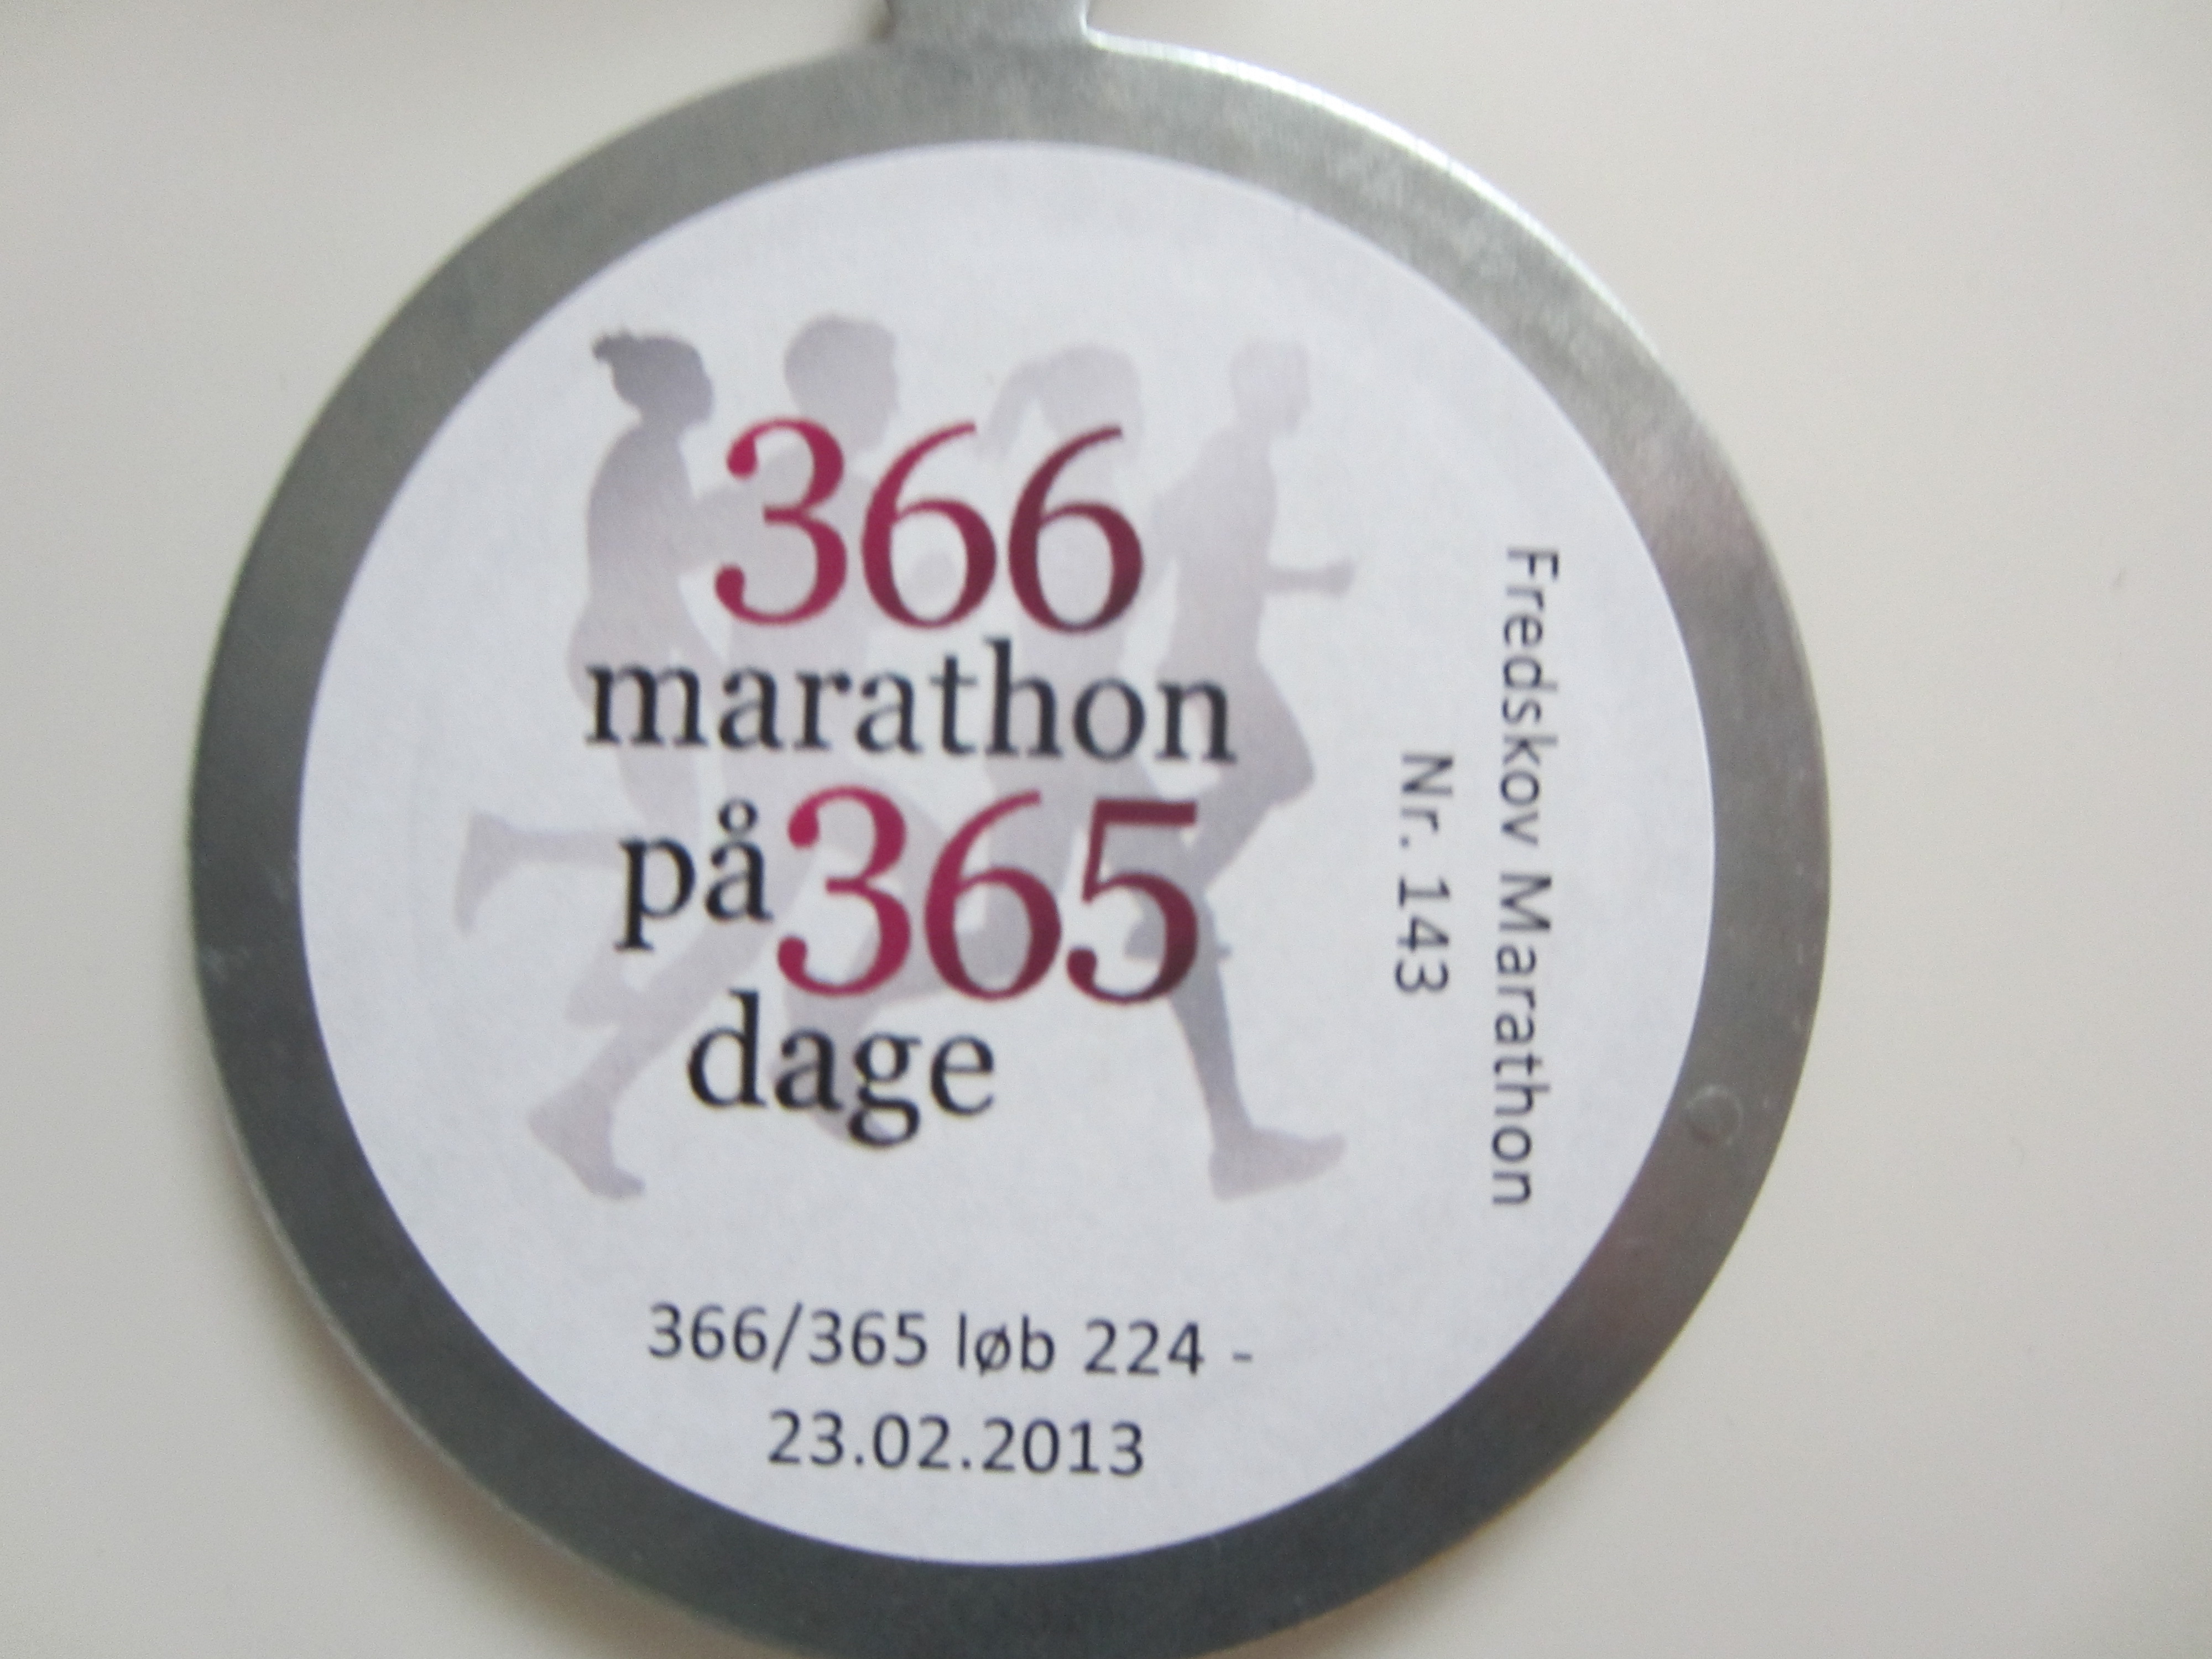 366
marathon
på 365
dage
Fredskov Marathon
Nr. 143
366/365 løb 224 -
23.02.2013